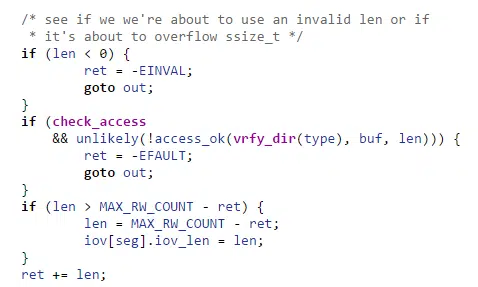 /* see if we we're about to use an invalid len or if
 * it's about to overflow ssize_t */
if (len < 0) {
        ret = -EINVAL;
        goto out;
}
if (check_access
    && unlikely(!access_ok(vrfy_dir(type), buf, len))) {
        ret = -EFAULT;
        goto out;
}
if (len > MAX_RW_COUNT - ret) {
        len = MAX_RW_COUNT - ret;
        iov[seg].iov_len = len;
}
ret += len;